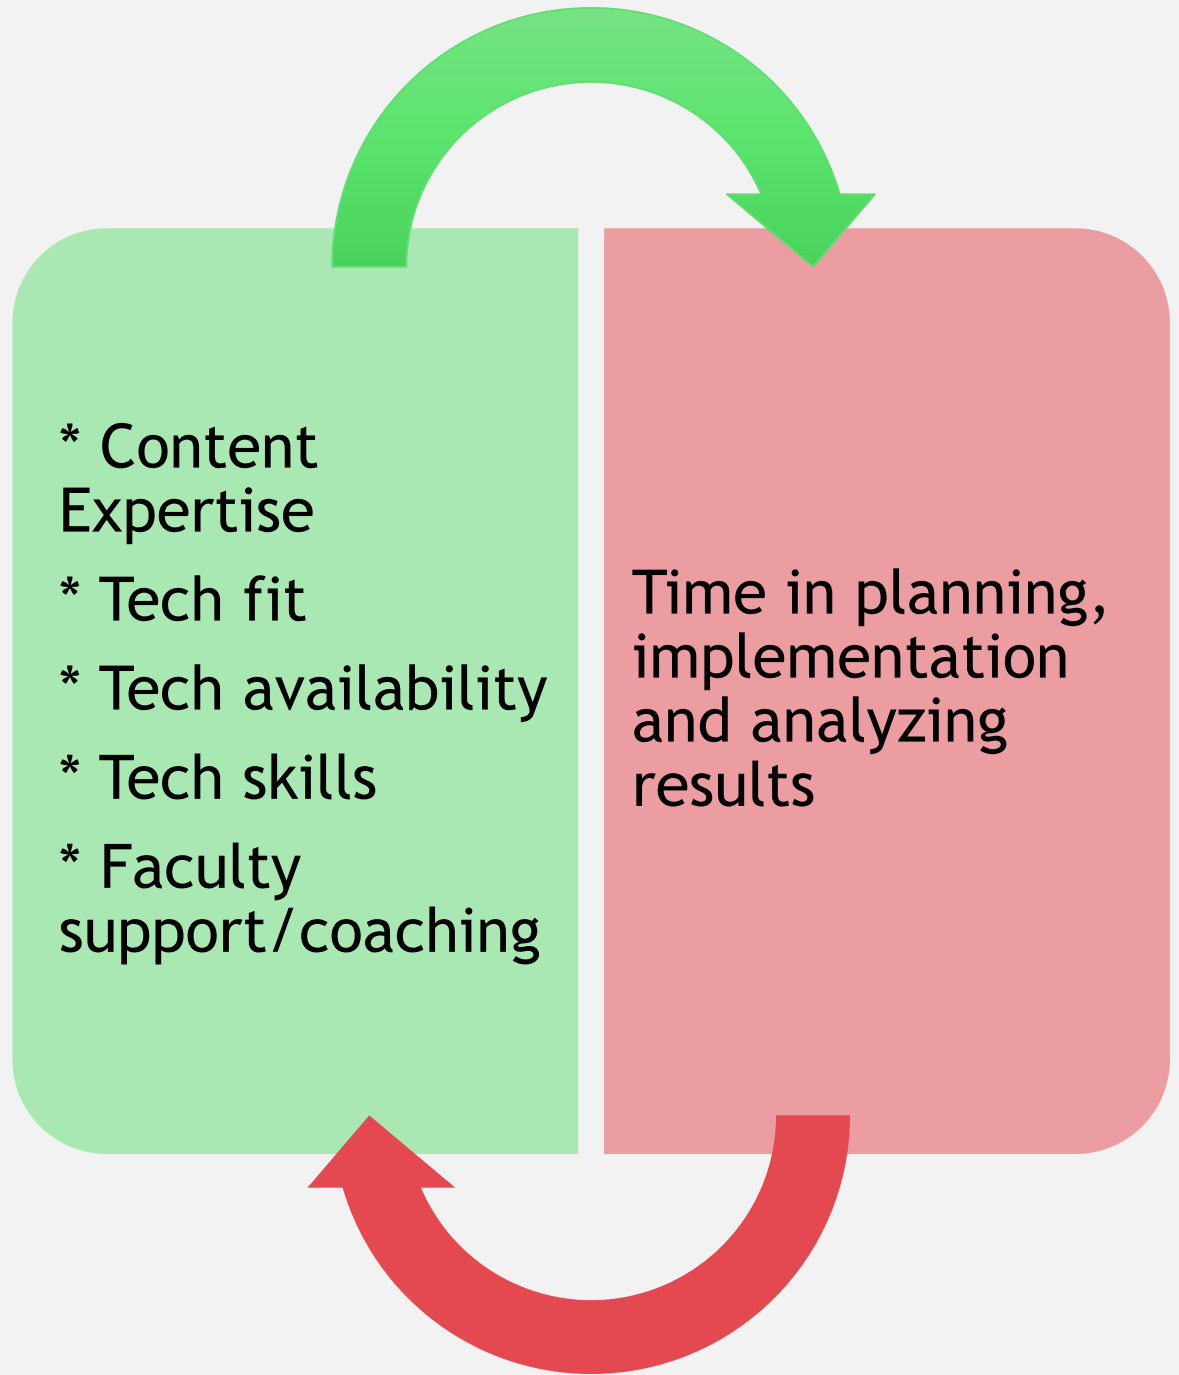 * Content
Expertise
* Tech fit
* Tech availability
* Tech skills
* Faculty
support/coaching
Time in planning,
implementation
and analyzing
results